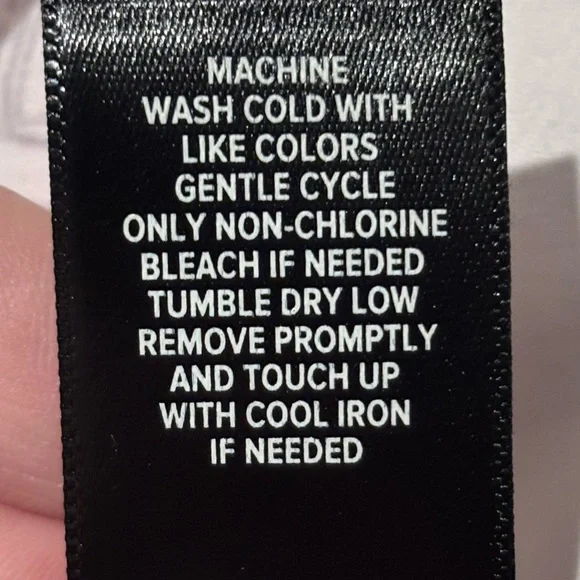 MACHINE
WASH COLD WITH
LIKE COLORS
GENTLE CYCLE
ONLY NON-CHLORINE
BLEACH IF NEEDED
TUMBLE DRY LOW
REMOVE PROMPTLY
AND TOUCH UP
WITH COOL IRON
IF NEEDED